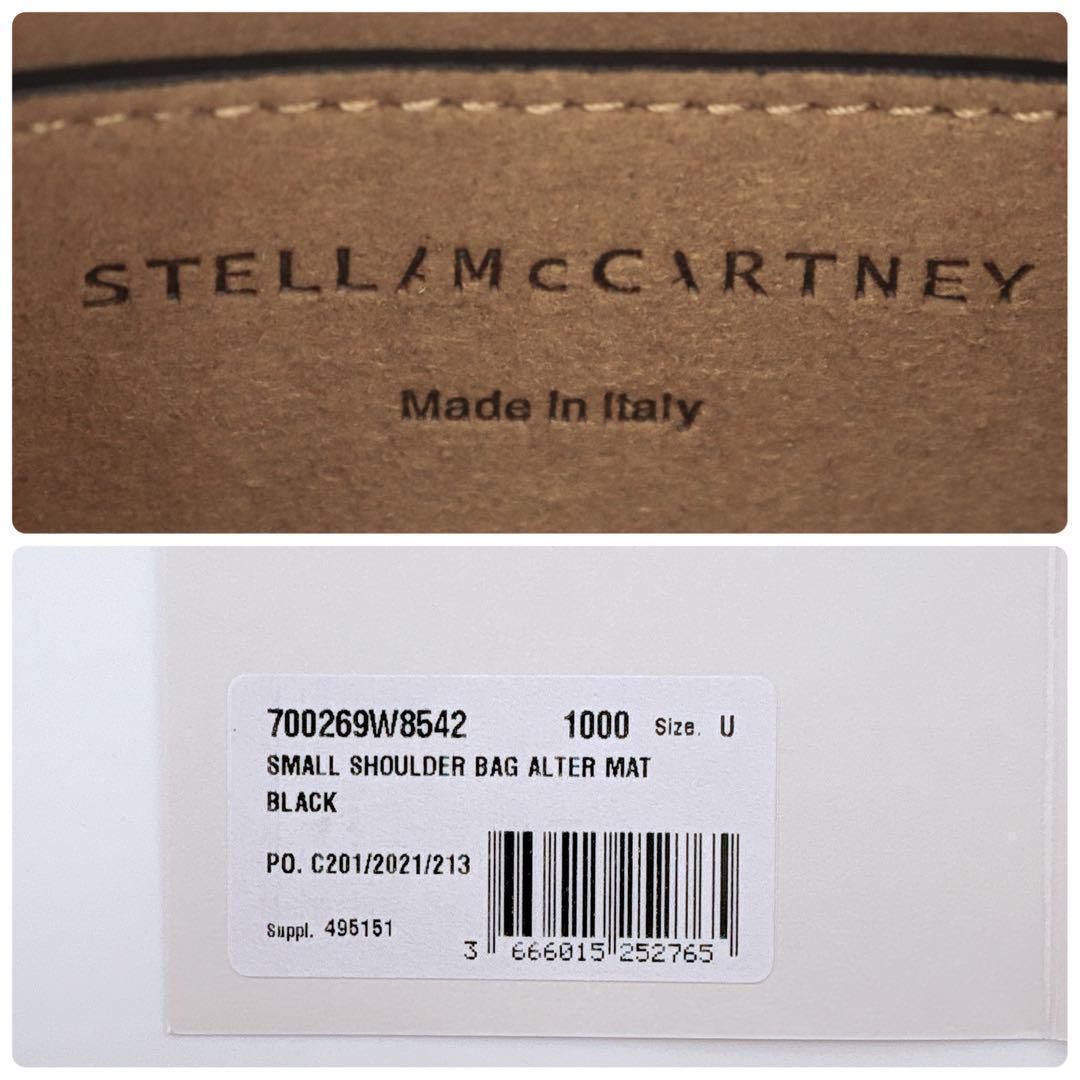 STELLA McCARTNEY
Made In Italy
700269W8542 1000 Size. U
SMALL SHOULDER BAG ALTER MAT
BLACK
PO. C201/2021/213
Suppl. 495151
3 666015 252765